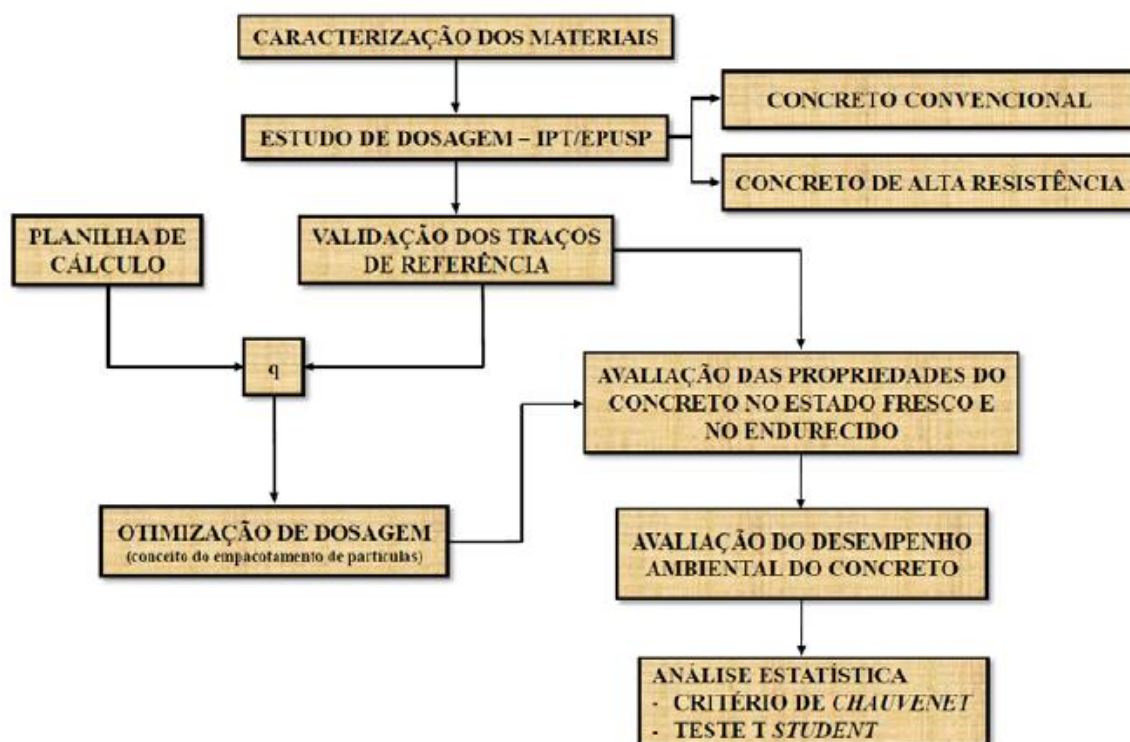 CARACTERIZAÇÃO DOS MATERIAIS
CONCRETO CONVENCIONAL
ESTUDO DE DOSAGEM – IPT/EPUSP
CONCRETO DE ALTA RESISTÊNCIA
PLANILHA DE
CÁLCULO
VALIDAÇÃO DOS TRAÇOS
DE REFERÊNCIA
q
AVALIAÇÃO DAS PROPRIEDADES DO
CONCRETO NO ESTADO FRESCO E
NO ENDURECIDO
OTIMIZAÇÃO DE DOSAGEM
(conceito do empacotamento de partículas)
AVALIAÇÃO DO DESEMPENHO
AMBIENTAL DO CONCRETO
ANÁLISE ESTATÍSTICA
- CRITÉRIO DE CHAUVENET
- TESTE T STUDENT